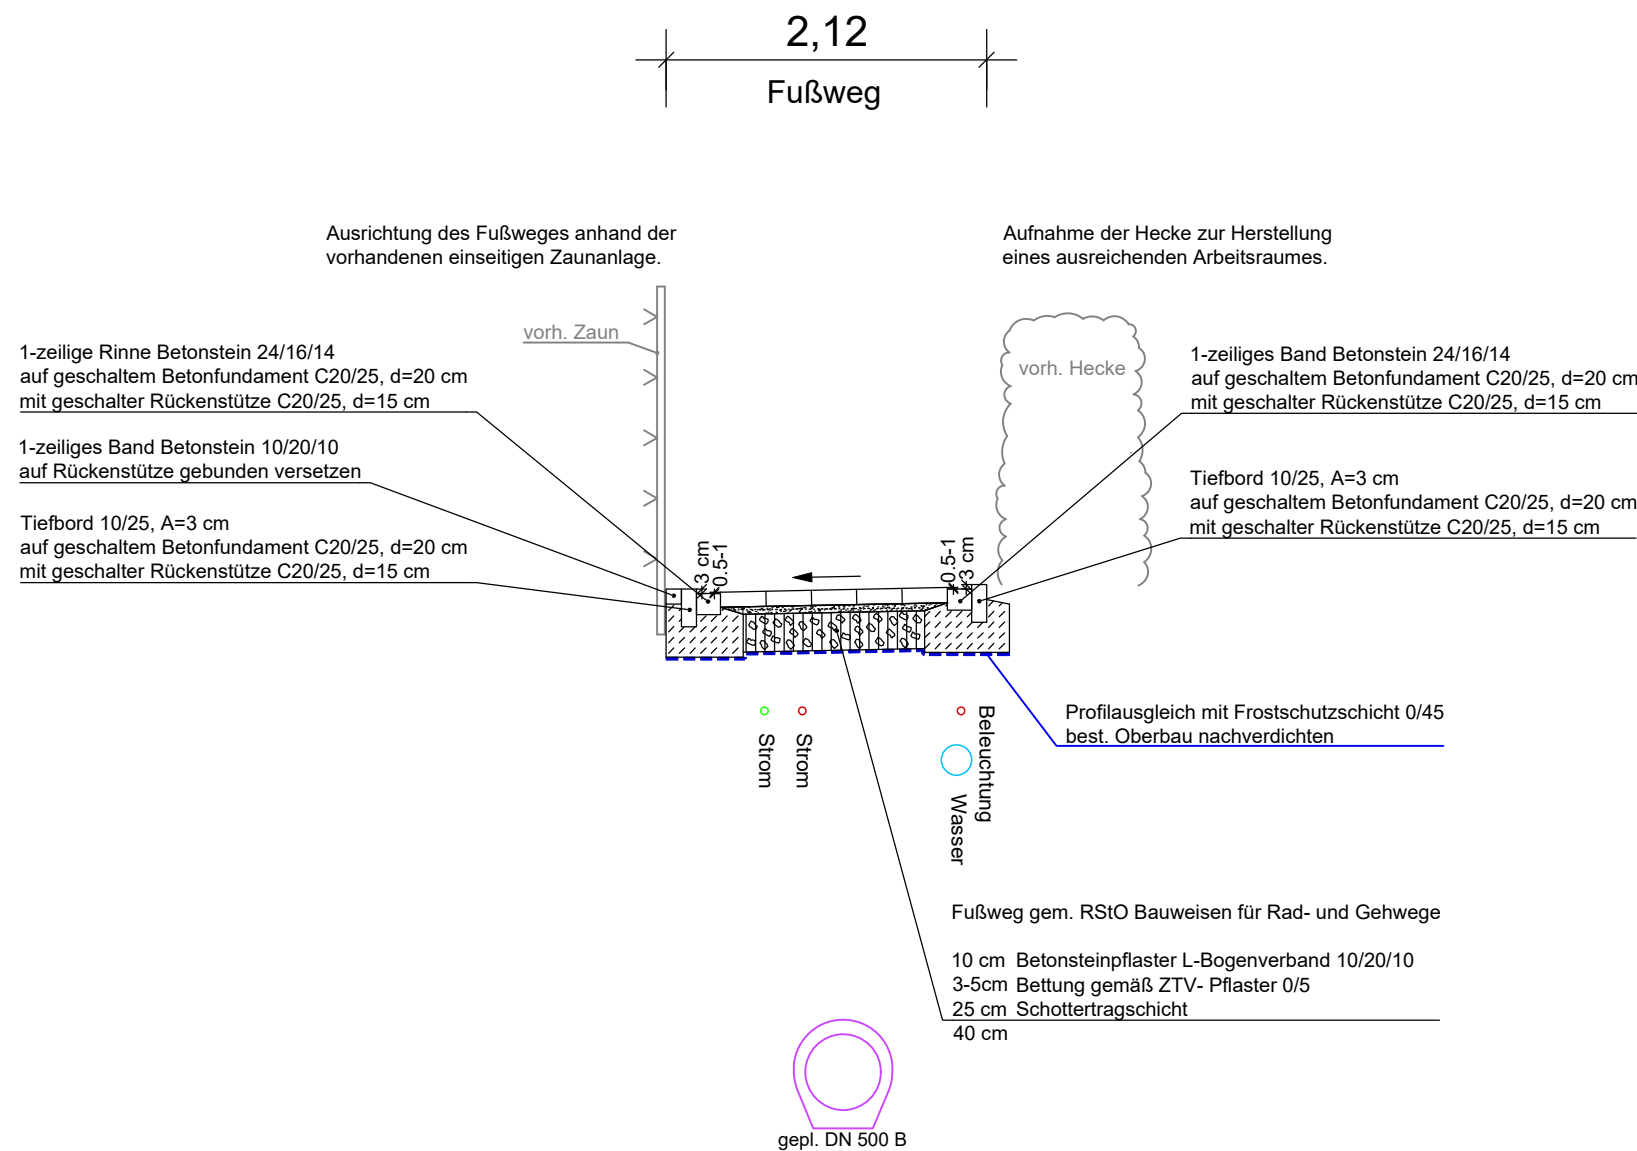 2,12
Fußweg
Ausrichtung des Fußweges anhand der
vorhandenen einseitigen Zaunanlage.
Aufnahme der Hecke zur Herstellung
eines ausreichenden Arbeitsraumes.
vorh. Zaun
vorh. Hecke
1-zeilige Rinne Betonstein 24/16/14
auf geschaltem Betonfundament C20/25, d=20 cm
mit geschalter Rückenstütze C20/25, d=15 cm
1-zeiliges Band Betonstein 10/20/10
auf Rückenstütze gebunden versetzen
Tiefbord 10/25, A=3 cm
auf geschaltem Betonfundament C20/25, d=20 cm
mit geschalter Rückenstütze C20/25, d=15 cm
1-zeiliges Band Betonstein 24/16/14
auf geschaltem Betonfundament C20/25, d=20 cm
mit geschalter Rückenstütze C20/25, d=15 cm
Tiefbord 10/25, A=3 cm
auf geschaltem Betonfundament C20/25, d=20 cm
mit geschalter Rückenstütze C20/25, d=15 cm
3 cm
0.5-1
0.5-1
3 cm
Strom
Strom
Beleuchtung
Wasser
Profilausgleich mit Frostschutzschicht 0/45
best. Oberbau nachverdichten
Fußweg gem. RStO Bauweisen für Rad- und Gehwege
10 cm Betonsteinpflaster L-Bogenverband 10/20/10
3-5cm Bettung gemäß ZTV- Pflaster 0/5
25 cm Schottertragschicht
40 cm
gepl. DN 500 B